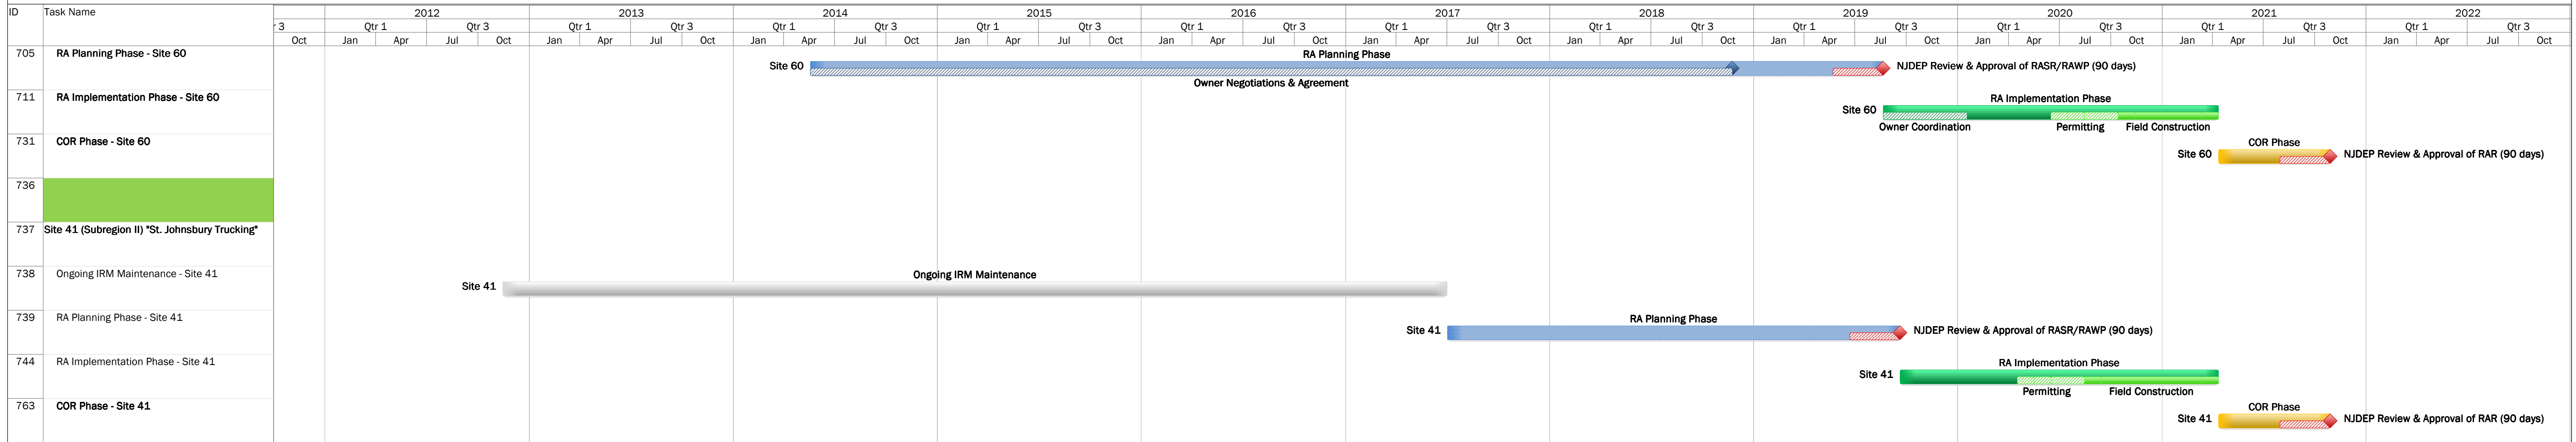 ID Task Name 2012 2013 2014 2015 2016 2017 2018 2019 2020 2021 2022
r 3 Qtr 1 Qtr 3 Qtr 1 Qtr 3 Qtr 1 Qtr 3 Qtr 1 Qtr 3 Qtr 1 Qtr 3 Qtr 1 Qtr 3 Qtr 1 Qtr 3 Qtr 1 Qtr 3 Qtr 1 Qtr 3 Qtr 1 Qtr 3 Qtr 1 Qtr 3
Oct Jan Apr Jul Oct Jan Apr Jul Oct Jan Apr Jul Oct Jan Apr Jul Oct Jan Apr Jul Oct Jan Apr Jul Oct Jan Apr Jul Oct Jan Apr Jul Oct Jan Apr Jul Oct Jan Apr Jul Oct Jan Apr Jul Oct
705 RA Planning Phase - Site 60 RA Planning Phase
Site 60 NJDEP Review & Approval of RASR/RAWP (90 days)
Owner Negotiations & Agreement
711 RA Implementation Phase - Site 60 RA Implementation Phase
Site 60
Owner Coordination Permitting Field Construction
731 COR Phase - Site 60 COR Phase
Site 60 NJDEP Review & Approval of RAR (90 days)
736
737 Site 41 (Subregion II) "St. Johnsbury Trucking"
738 Ongoing IRM Maintenance - Site 41 Ongoing IRM Maintenance
Site 41
739 RA Planning Phase - Site 41 RA Planning Phase
Site 41 NJDEP Review & Approval of RASR/RAWP (90 days)
744 RA Implementation Phase - Site 41 RA Implementation Phase
Site 41
Permitting Field Construction
763 COR Phase - Site 41 COR Phase
Site 41 NJDEP Review & Approval of RAR (90 days)